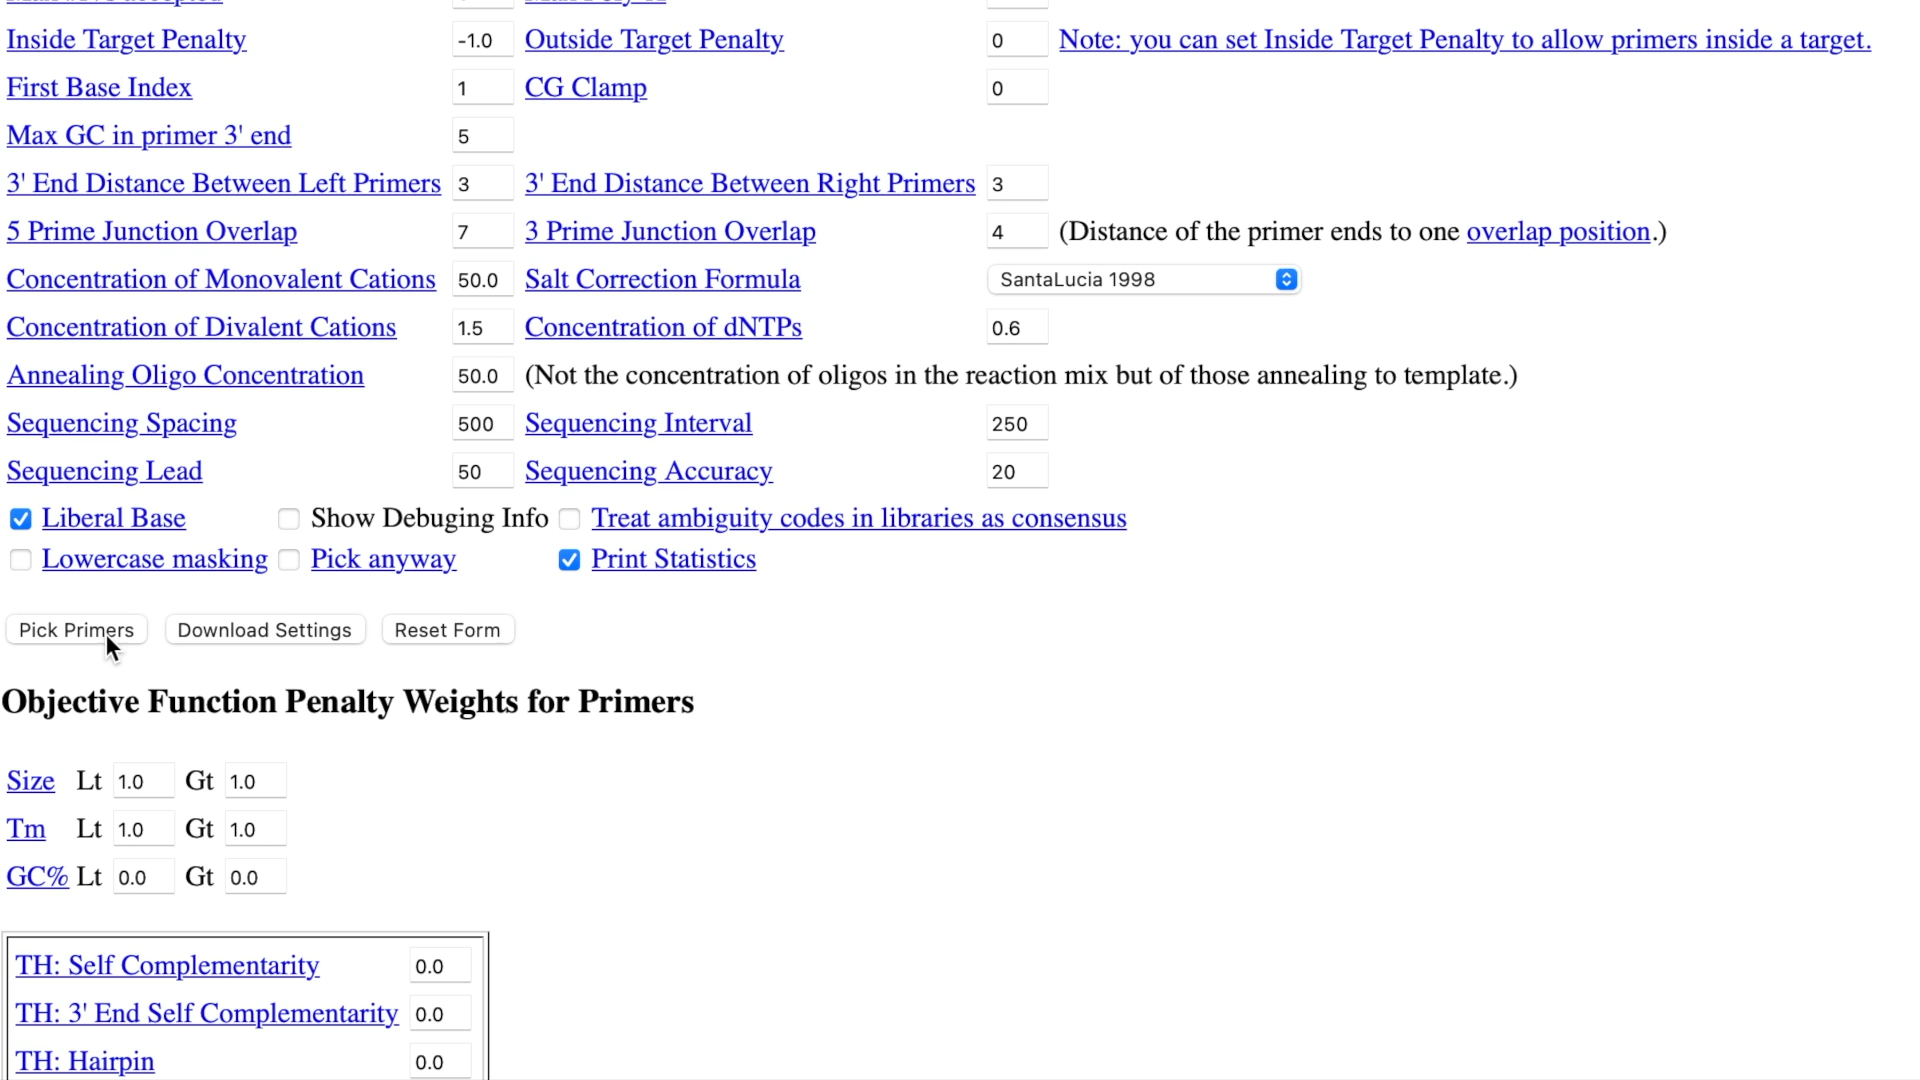 Inside Target Penalty -1.0 Outside Target Penalty 0 Note: you can set Inside Target Penalty to allow primers inside a target.
First Base Index 1 CG Clamp 0
Max GC in primer 3' end 5
3' End Distance Between Left Primers 3 3' End Distance Between Right Primers 3
5 Prime Junction Overlap 7 3 Prime Junction Overlap 4 (Distance of the primer ends to one overlap position.)
Concentration of Monovalent Cations 50.0 Salt Correction Formula SantaLucia 1998
Concentration of Divalent Cations 1.5 Concentration of dNTPs 0.6
Annealing Oligo Concentration 50.0 (Not the concentration of oligos in the reaction mix but of those annealing to template.)
Sequencing Spacing 500 Sequencing Interval 250
Sequencing Lead 50 Sequencing Accuracy 20
Liberal Base Show Debuging Info Treat ambiguity codes in libraries as consensus
Lowercase masking Pick anyway Print Statistics
Pick Primers Download Settings Reset Form
Objective Function Penalty Weights for Primers
Size Lt 1.0 Gt 1.0
Tm Lt 1.0 Gt 1.0
GC% Lt 0.0 Gt 0.0
TH: Self Complementarity 0.0
TH: 3' End Self Complementarity 0.0
TH: Hairpin 0.0